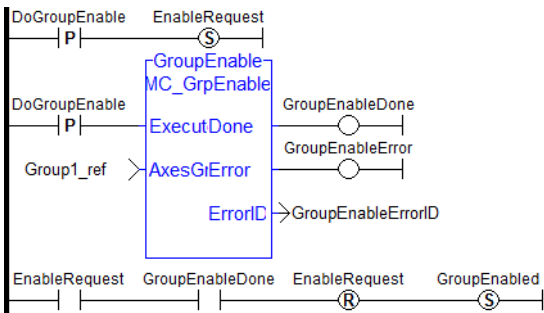 DoGroupEnable EnableRequest
P S
GroupEnable
MC_GrpEnable
DoGroupEnable GroupEnableDone
P ExecutDone
GroupEnableError
Group1_ref AxesGrError
ErrorID GroupEnableErrorID
EnableRequest GroupEnableDone EnableRequest GroupEnabled
R S